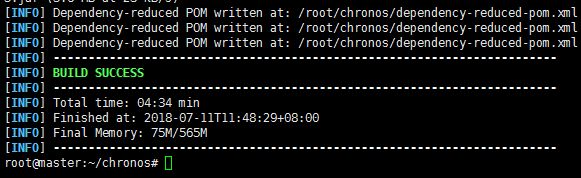 [INFO] Dependency-reduced POM written at: /root/chronos/dependency-reduced-pom.xml
[INFO] Dependency-reduced POM written at: /root/chronos/dependency-reduced-pom.xml
[INFO] Dependency-reduced POM written at: /root/chronos/dependency-reduced-pom.xml
[INFO] ------------------------------------------------------------------------
[INFO] BUILD SUCCESS
[INFO] ------------------------------------------------------------------------
[INFO] Total time: 04:34 min
[INFO] Finished at: 2018-07-11T11:48:29+08:00
[INFO] Final Memory: 75M/565M
[INFO] ------------------------------------------------------------------------
root@master:~/chronos#